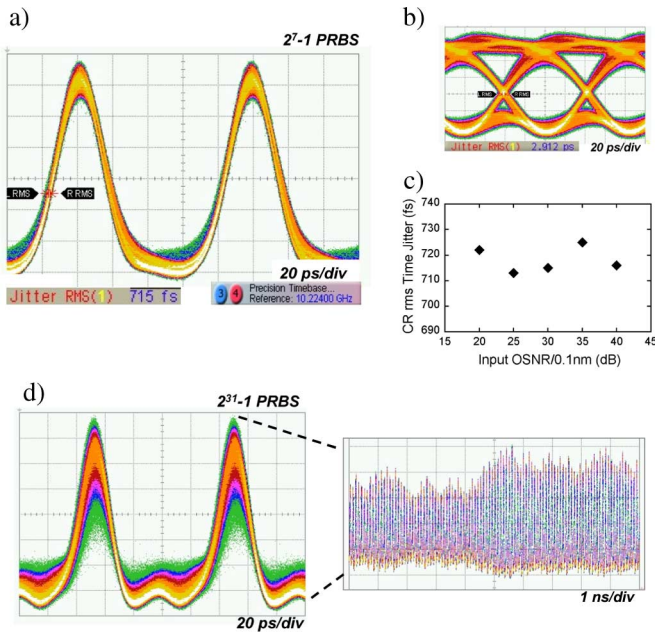 a)
2⁷-1 PRBS
L RMS
R RMS
20 ps/div
Jitter RMS(1) 715 fs
3 4 Precision Timebase...
Reference: 10.22400 GHz
b)
L RMS
R RMS
Jitter RMS(1) 2.912 ps
20 ps/div
c)
CR rms Time Jitter (fs)
740
730
720
710
700
690
15 20 25 30 35 40 45
Input OSNR/0.1nm (dB)
d)
2³¹-1 PRBS
20 ps/div
1 ns/div